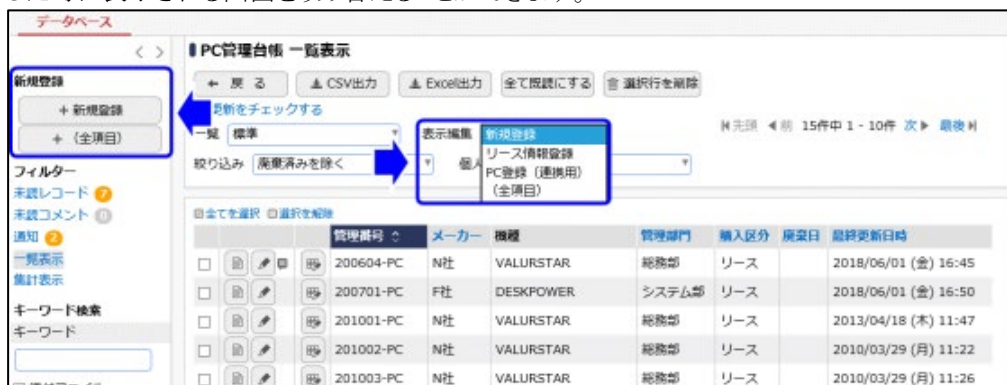 データベース
PC管理台帳 一覧表示
新規登録
+ 新規登録
+ (全項目)
← 戻 る
CSV出力
Excel出力
全て既読にする
選択行を削除
更新をチェックする
一覧 標準
表示編集 新規登録
リース情報登録
PC登録(連携用)
(全項目)
絞り込み 廃棄済みを除く
個人
先頭 前 15件中 1 - 10件 次 最後
フィルター
未読レコード 2
未読コメント 0
通知 2
一覧表示
集計表示
キーワード検索
キーワード
全てを選択 選択を解除
管理番号 メーカー 機種 管理部門 購入区分 廃棄日 最終更新日時
200604-PC N社 VALURSTAR 総務部 リース 2018/06/01 (金) 16:45
200701-PC F社 DESKPOWER システム部 リース 2018/06/01 (金) 16:50
201001-PC N社 VALURSTAR 総務部 リース 2013/04/18 (木) 11:47
201002-PC N社 VALURSTAR 総務部 リース 2010/03/29 (月) 11:22
201003-PC N社 VALURSTAR 総務部 リース 2010/03/29 (月) 11:26